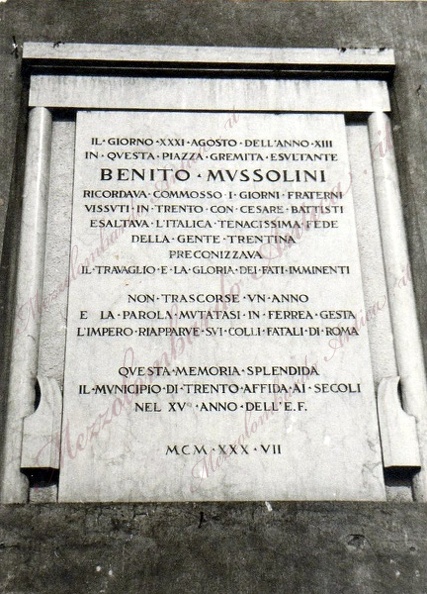 IL·GIORNO·XXXI·AGOSTO·DELL'ANNO·XIII
IN·QVESTA·PIAZZA·GREMITA·ESVLTANTE
BENITO·MVSSOLINI
RICORDAVA·COMMOSSO·I·GIORNI·FRATERNI
VISSVTI·IN·TRENTO·CON·CESARE·BATTISTI
ESALTAVA·L'ITALICA·TENACISSIMA·FEDE
DELLA·GENTE·TRENTINA
PRECONIZZAVA
IL·TRAVAGLIO·E·LA·GLORIA·DEI·FATI·IMMINENTI
NON·TRASCORSE·VN·ANNO
E·LA·PAROLA·MVTATASI·IN·FERREA·GESTA
L'IMPERO·RIAPPARVE·SVI·COLLI·FATALI·DI·ROMA
QVESTA·MEMORIA·SPLENDIDA
IL·MVNICIPIO·DI·TRENTO·AFFIDA·AI·SECOLI
NEL·XVº·ANNO·DELL'E.F.
MCM·XXX·VII